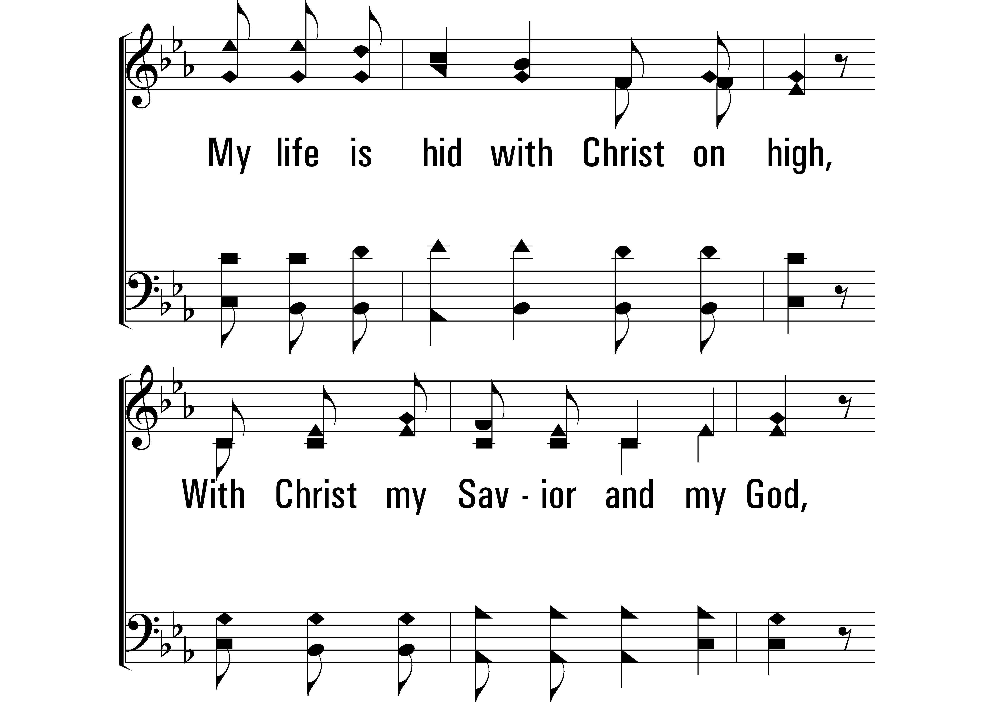 My life is hid with Christ on high,
With Christ my Sav - ior and my God,